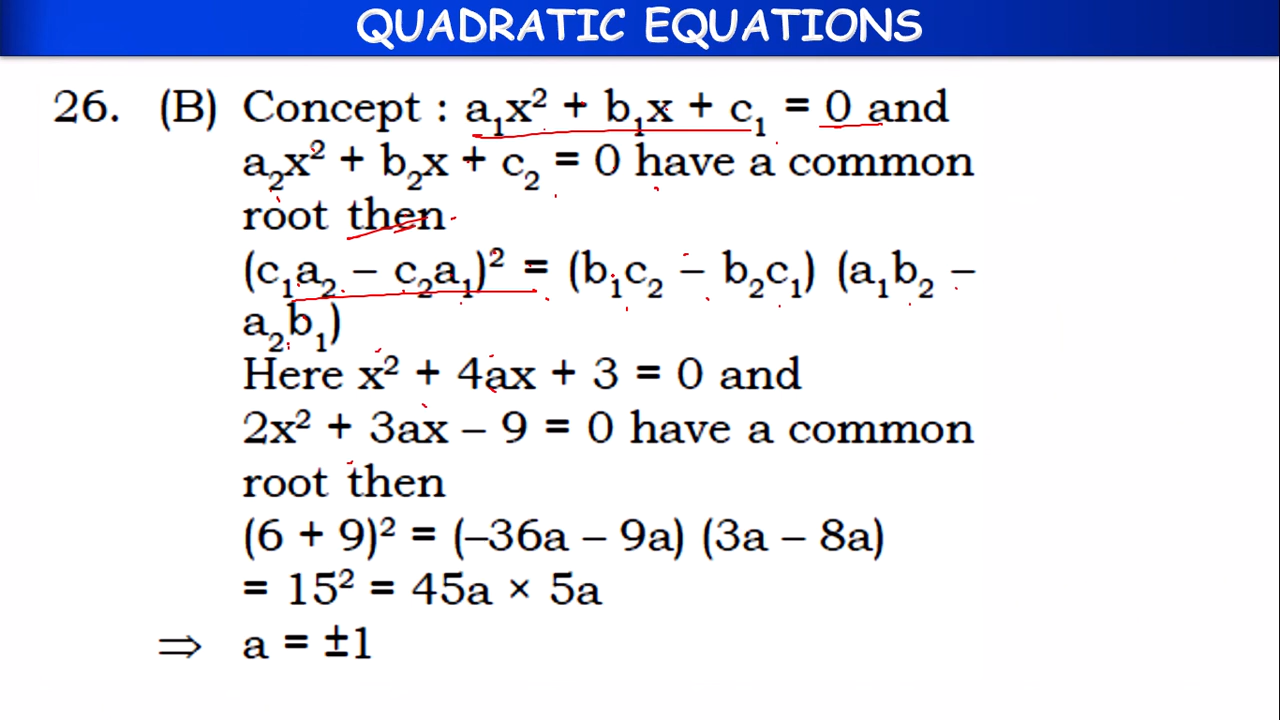 QUADRATIC EQUATIONS
26. (B) Concept : a₁x² + b₁x + c₁ = 0 and
a₂x² + b₂x + c₂ = 0 have a common
root then
(c₁a₂ – c₂a₁)² = (b₁c₂ – b₂c₁) (a₁b₂ –
a₂b₁)
Here x² + 4ax + 3 = 0 and
2x² + 3ax – 9 = 0 have a common
root then
(6 + 9)² = (–36a – 9a) (3a – 8a)
= 15² = 45a × 5a
⇒ a = ±1